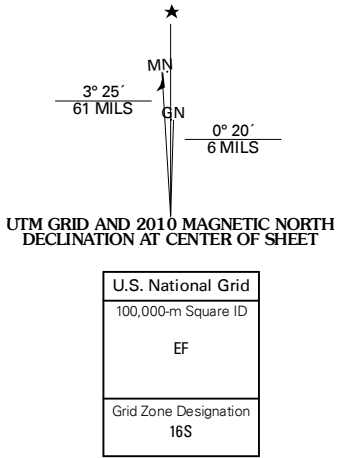 ★
MN
3° 25´
61 MILS
GN
0° 20´
6 MILS
UTM GRID AND 2010 MAGNETIC NORTH
DECLINATION AT CENTER OF SHEET
U.S. National Grid
100,000-m Square ID
EF
Grid Zone Designation
16S